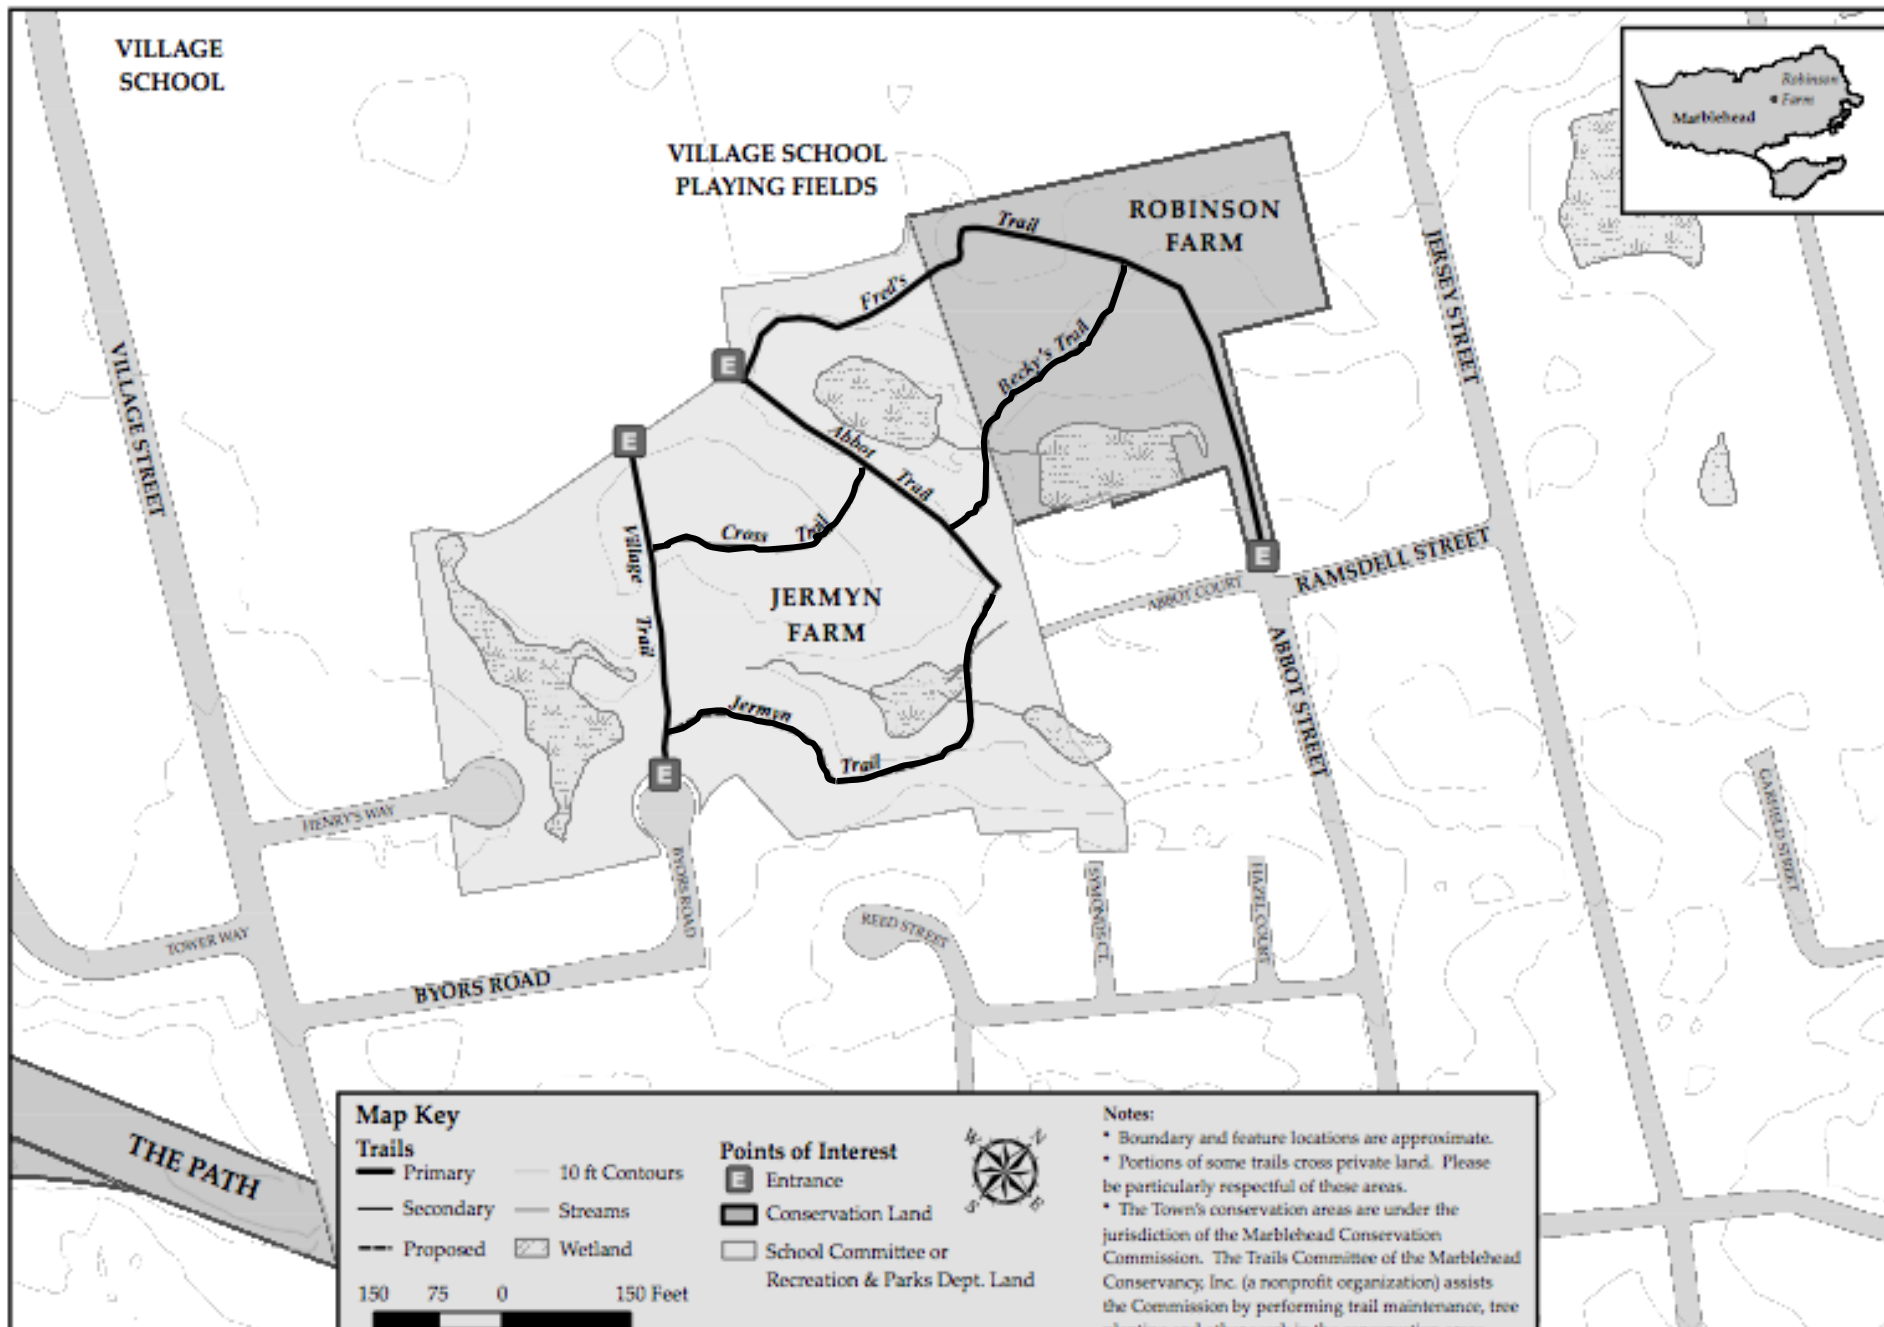 VILLAGE
SCHOOL
VILLAGE SCHOOL
PLAYING FIELDS
ROBINSON
FARM
Robinson
Farm
Marblehead
JERSEY STREET
VILLAGE STREET
Fred's
Trail
Becky's Trail
Abbot
Trail
Cross
Trail
Village
Trail
JERMYN
FARM
Jermyn
Trail
E
E
E
E
ABBOT COURT
RAMSDELL STREET
ABBOT STREET
GARFIELD STREET
HENRY'S WAY
TOWER WAY
BYORS ROAD
BYORS ROAD
REED STREET
SYMONDS CT.
HAZEL COURT
THE PATH
Map Key
Trails
Primary
Secondary
Proposed
10 ft Contours
Streams
Wetland
150 75 0 150 Feet
Points of Interest
E Entrance
Conservation Land
School Committee or
Recreation & Parks Dept. Land
W N
S E
Notes:
* Boundary and feature locations are approximate.
* Portions of some trails cross private land. Please
be particularly respectful of these areas.
* The Town's conservation areas are under the
jurisdiction of the Marblehead Conservation
Commission. The Trails Committee of the Marblehead
Conservancy, Inc. (a nonprofit organization) assists
the Commission by performing trail maintenance, tree